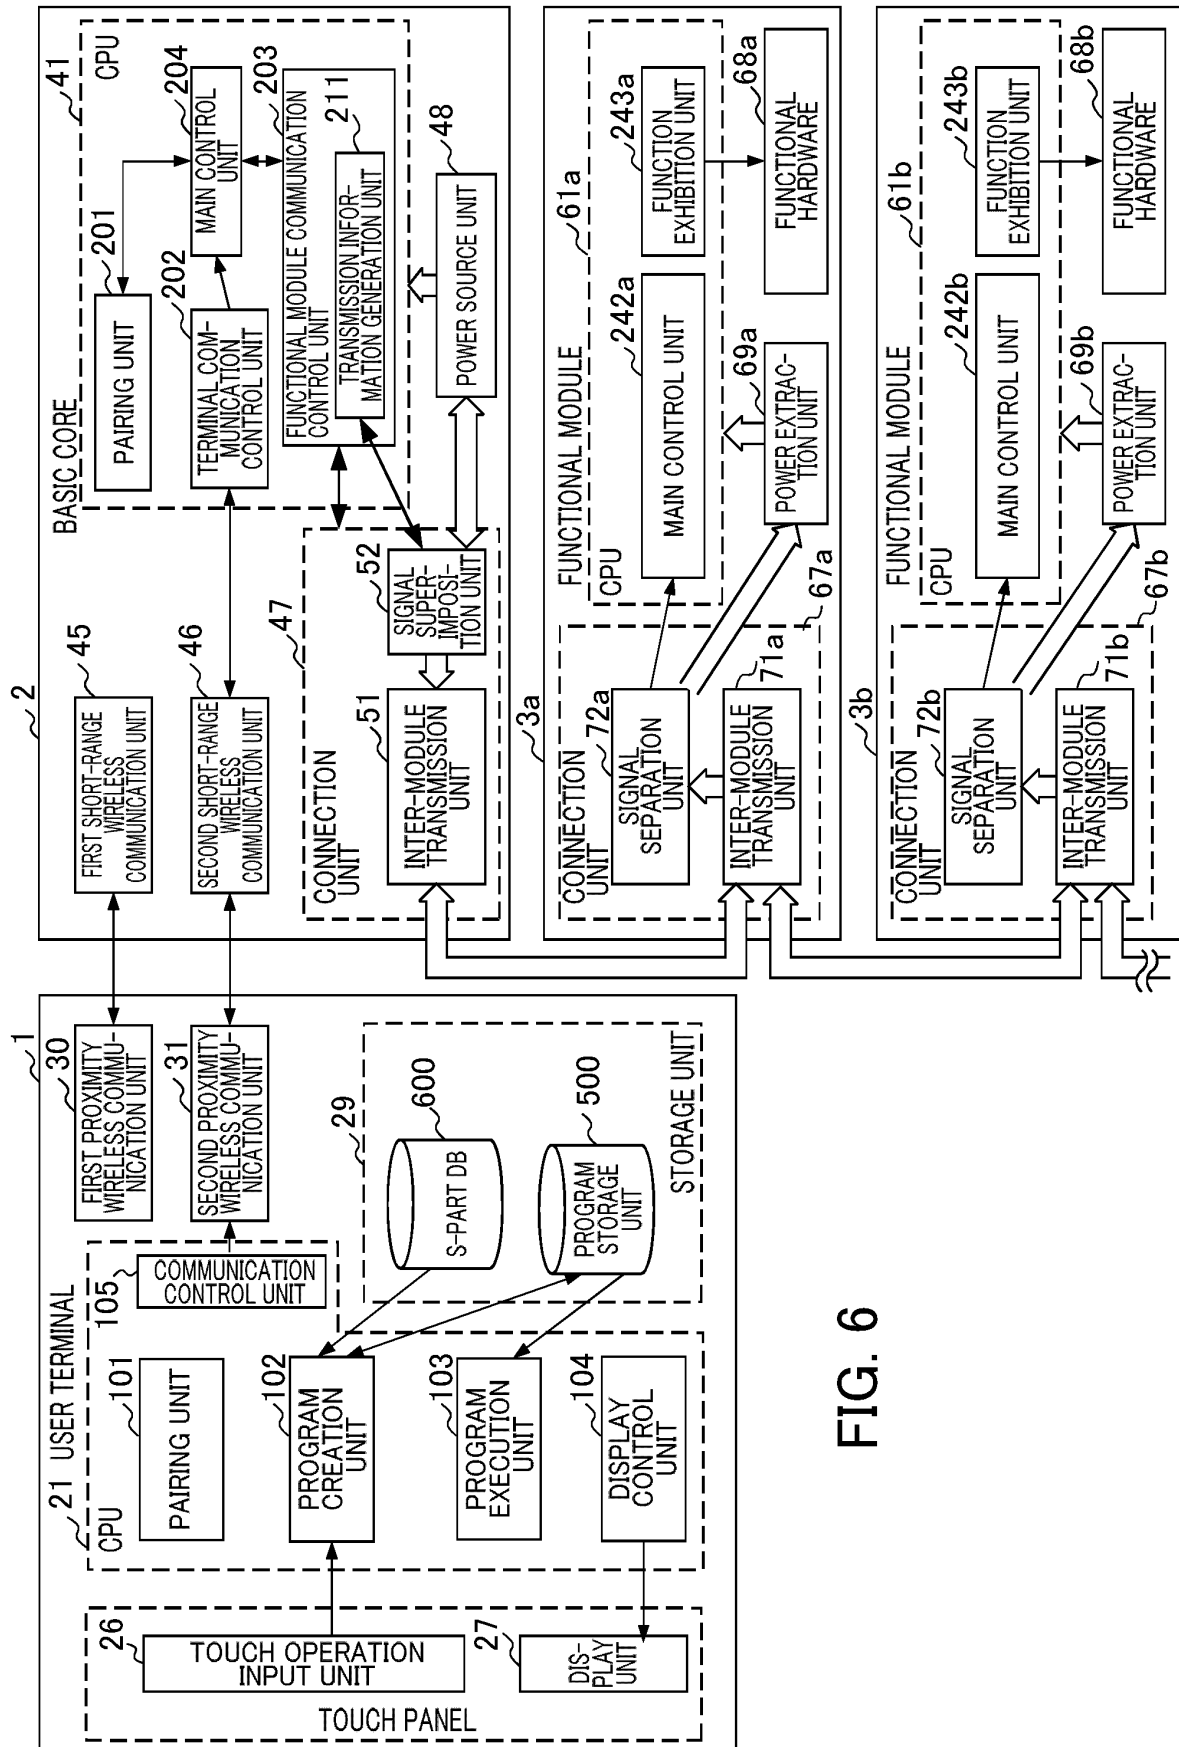 1
21
USER TERMINAL
TOUCH PANEL
26
TOUCH OPERATION
INPUT UNIT
27
DIS-
PLAY
UNIT
CPU
101
PAIRING UNIT
102
PROGRAM
CREATION
UNIT
103
PROGRAM
EXECUTION
UNIT
104
DISPLAY
CONTROL
UNIT
105
COMMUNICATION
CONTROL UNIT
30
FIRST PROXIMITY
WIRELESS COMMU-
NICATION UNIT
31
SECOND PROXIMITY
WIRELESS COMMU-
NICATION UNIT
29
600
S-PART DB
500
PROGRAM
STORAGE
UNIT
STORAGE UNIT
2
BASIC CORE
45
FIRST SHORT-RANGE
WIRELESS
COMMUNICATION UNIT
46
SECOND SHORT-RANGE
WIRELESS
COMMUNICATION UNIT
41
CPU
201
PAIRING UNIT
202
TERMINAL COM-
MUNICATION
CONTROL UNIT
204
MAIN CONTROL
UNIT
203
FUNCTIONAL MODULE COMMUNICATION
CONTROL UNIT
211
TRANSMISSION INFOR-
MATION GENERATION UNIT
48
POWER SOURCE UNIT
47
CONNECTION
UNIT
51
INTER-MODULE
TRANSMISSION
UNIT
52
SIGNAL
SUPER-
IMPOSI-
TION UNIT
3a
FUNCTIONAL MODULE
CONNECTION
UNIT
67a
72a
SIGNAL
SEPARATION
UNIT
71a
INTER-MODULE
TRANSMISSION
UNIT
61a
CPU
242a
MAIN CONTROL UNIT
243a
FUNCTION
EXHIBITION UNIT
69a
POWER EXTRAC-
TION UNIT
68a
FUNCTIONAL
HARDWARE
3b
FUNCTIONAL MODULE
CONNECTION
UNIT
67b
72b
SIGNAL
SEPARATION
UNIT
71b
INTER-MODULE
TRANSMISSION
UNIT
61b
CPU
242b
MAIN CONTROL UNIT
243b
FUNCTION
EXHIBITION UNIT
69b
POWER EXTRAC-
TION UNIT
68b
FUNCTIONAL
HARDWARE
FIG. 6